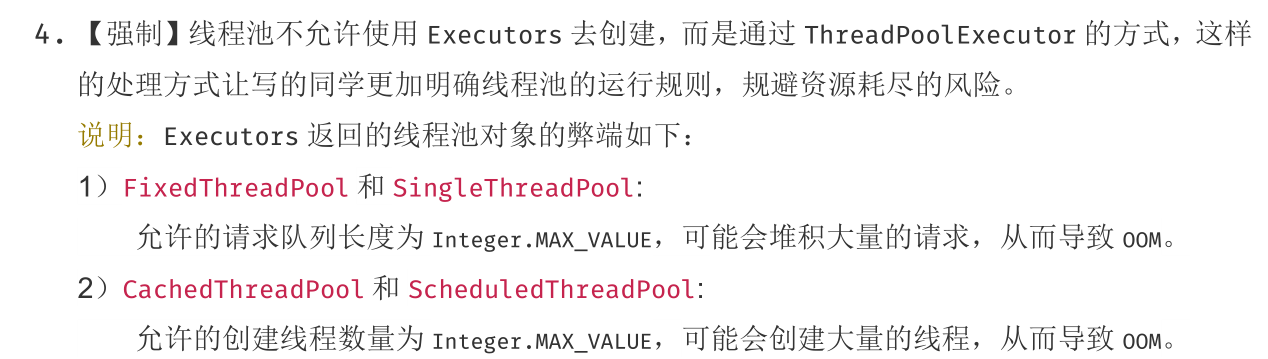 4. 【强制】线程池不允许使用 Executors 去创建，而是通过 ThreadPoolExecutor 的方式，这样
的处理方式让写的同学更加明确线程池的运行规则，规避资源耗尽的风险。
说明：Executors 返回的线程池对象的弊端如下：
1）FixedThreadPool 和 SingleThreadPool:
允许的请求队列长度为 Integer.MAX_VALUE，可能会堆积大量的请求，从而导致 OOM。
2）CachedThreadPool 和 ScheduledThreadPool:
允许的创建线程数量为 Integer.MAX_VALUE，可能会创建大量的线程，从而导致 OOM。